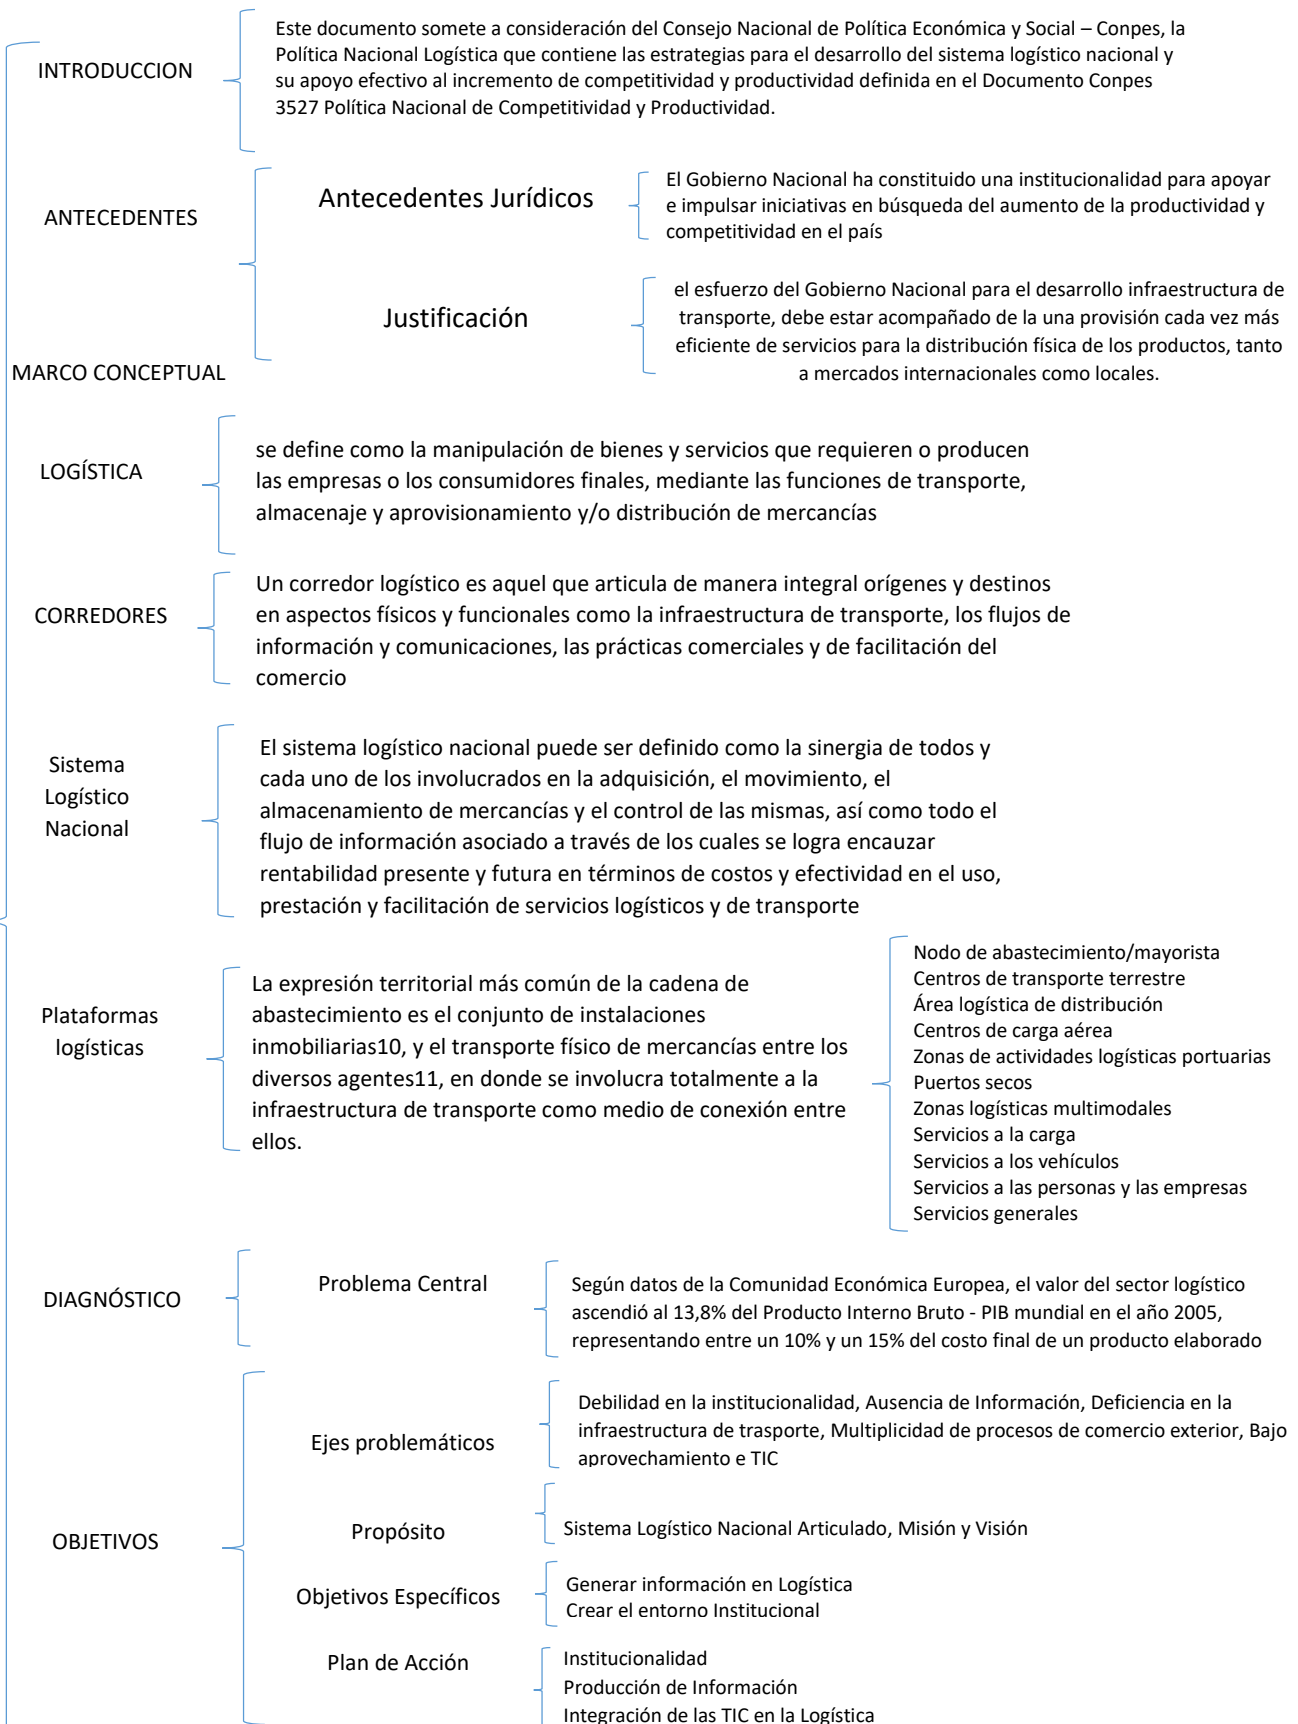 INTRODUCCION
Este documento somete a consideración del Consejo Nacional de Política Económica y Social – Conpes, la
Política Nacional Logística que contiene las estrategias para el desarrollo del sistema logístico nacional y
su apoyo efectivo al incremento de competitividad y productividad definida en el Documento Conpes
3527 Política Nacional de Competitividad y Productividad.
ANTECEDENTES
Antecedentes Jurídicos
El Gobierno Nacional ha constituido una institucionalidad para apoyar
e impulsar iniciativas en búsqueda del aumento de la productividad y
competitividad en el país
Justificación
el esfuerzo del Gobierno Nacional para el desarrollo infraestructura de
transporte, debe estar acompañado de la una provisión cada vez más
eficiente de servicios para la distribución física de los productos, tanto
a mercados internacionales como locales.
MARCO CONCEPTUAL
LOGÍSTICA
se define como la manipulación de bienes y servicios que requieren o producen
las empresas o los consumidores finales, mediante las funciones de transporte,
almacenaje y aprovisionamiento y/o distribución de mercancías
CORREDORES
Un corredor logístico es aquel que articula de manera integral orígenes y destinos
en aspectos físicos y funcionales como la infraestructura de transporte, los flujos de
información y comunicaciones, las prácticas comerciales y de facilitación del
comercio
Sistema
Logístico
Nacional
El sistema logístico nacional puede ser definido como la sinergia de todos y
cada uno de los involucrados en la adquisición, el movimiento, el
almacenamiento de mercancías y el control de las mismas, así como todo el
flujo de información asociado a través de los cuales se logra encauzar
rentabilidad presente y futura en términos de costos y efectividad en el uso,
prestación y facilitación de servicios logísticos y de transporte
Plataformas
logísticas
La expresión territorial más común de la cadena de
abastecimiento es el conjunto de instalaciones
inmobiliarias10, y el transporte físico de mercancías entre los
diversos agentes11, en donde se involucra totalmente a la
infraestructura de transporte como medio de conexión entre
ellos.
Nodo de abastecimiento/mayorista
Centros de transporte terrestre
Área logística de distribución
Centros de carga aérea
Zonas de actividades logísticas portuarias
Puertos secos
Zonas logísticas multimodales
Servicios a la carga
Servicios a los vehículos
Servicios a las personas y las empresas
Servicios generales
DIAGNÓSTICO
Problema Central
Según datos de la Comunidad Económica Europea, el valor del sector logístico
ascendió al 13,8% del Producto Interno Bruto - PIB mundial en el año 2005,
representando entre un 10% y un 15% del costo final de un producto elaborado
OBJETIVOS
Ejes problemáticos
Debilidad en la institucionalidad, Ausencia de Información, Deficiencia en la
infraestructura de trasporte, Multiplicidad de procesos de comercio exterior, Bajo
aprovechamiento e TIC
Propósito
Sistema Logístico Nacional Articulado, Misión y Visión
Objetivos Específicos
Generar información en Logística
Crear el entorno Institucional
Plan de Acción
Institucionalidad
Producción de Información
Integración de las TIC en la Logística